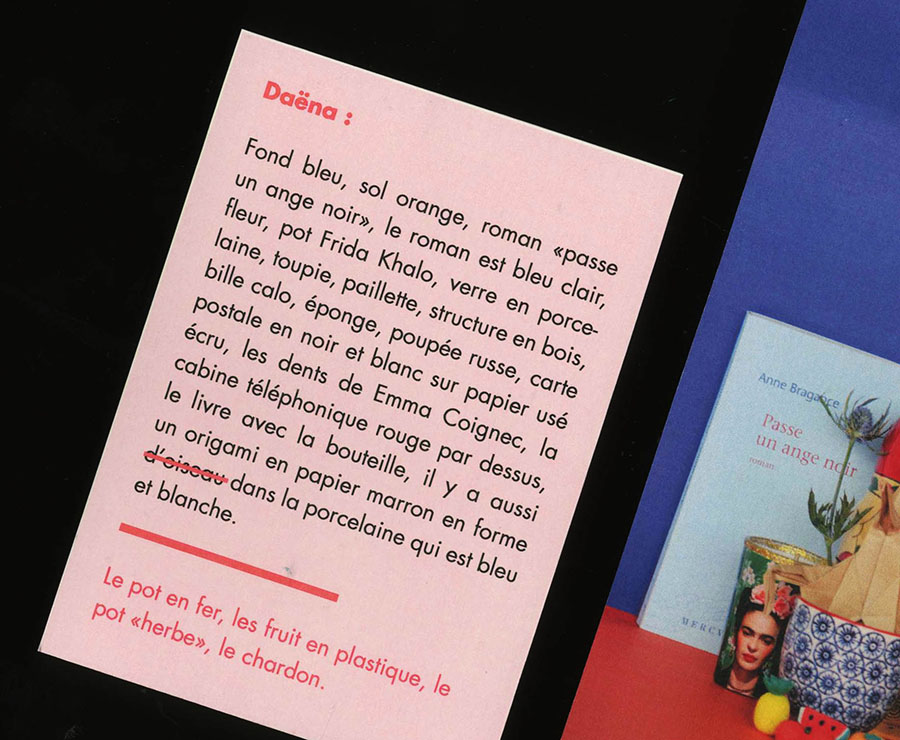 Daëna :
Fond bleu, sol orange, roman «passe
un ange noir», le roman est bleu clair,
fleur, pot Frida Khalo, verre en porce-
laine, toupie, paillette, structure en bois,
bille calo, éponge, poupée russe, carte
postale en noir et blanc sur papier usé
écru, les dents de Emma Coignec, la
cabine téléphonique rouge par dessus,
le livre avec la bouteille, il y a aussi
un origami en papier marron en forme
d'oiseau dans la porcelaine qui est bleu
et blanche.
Le pot en fer, les fruit en plastique, le
pot «herbe», le chardon.
Anne Bragance
Passe
un ange noir
roman